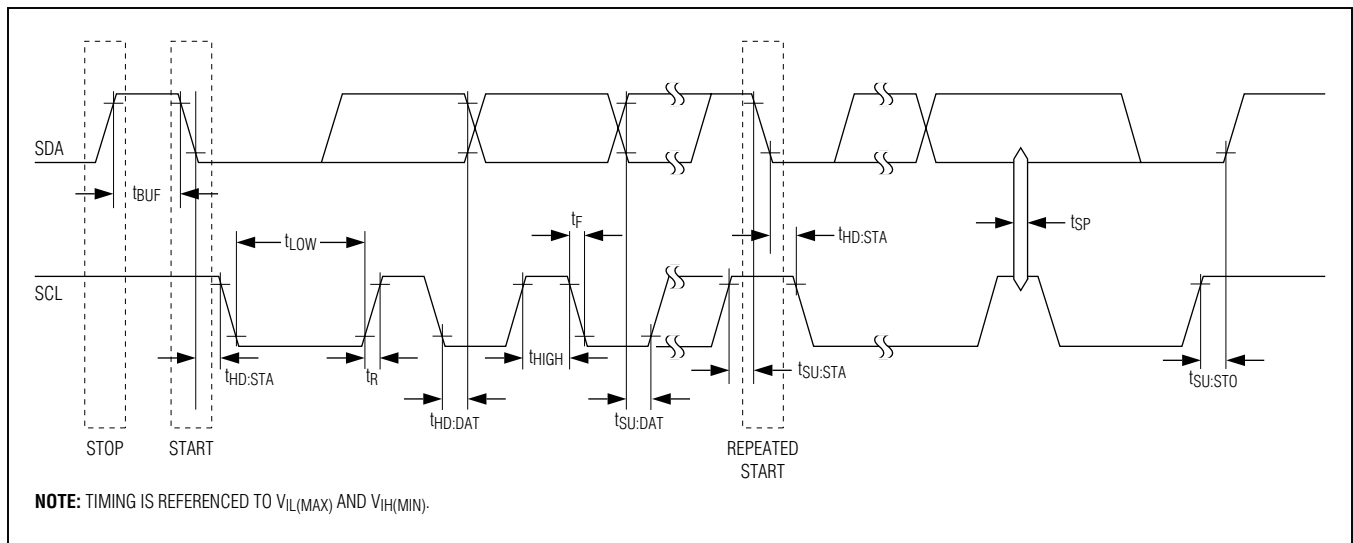 SDA
tBUF
tF
tLOW
tHD:STA
tSP
SCL
tHD:STA
tR
tHIGH
tSU:STA
tSU:STO
tHD:DAT
tSU:DAT
STOP
START
REPEATED
START
NOTE: TIMING IS REFERENCED TO VIL(MAX) AND VIH(MIN).